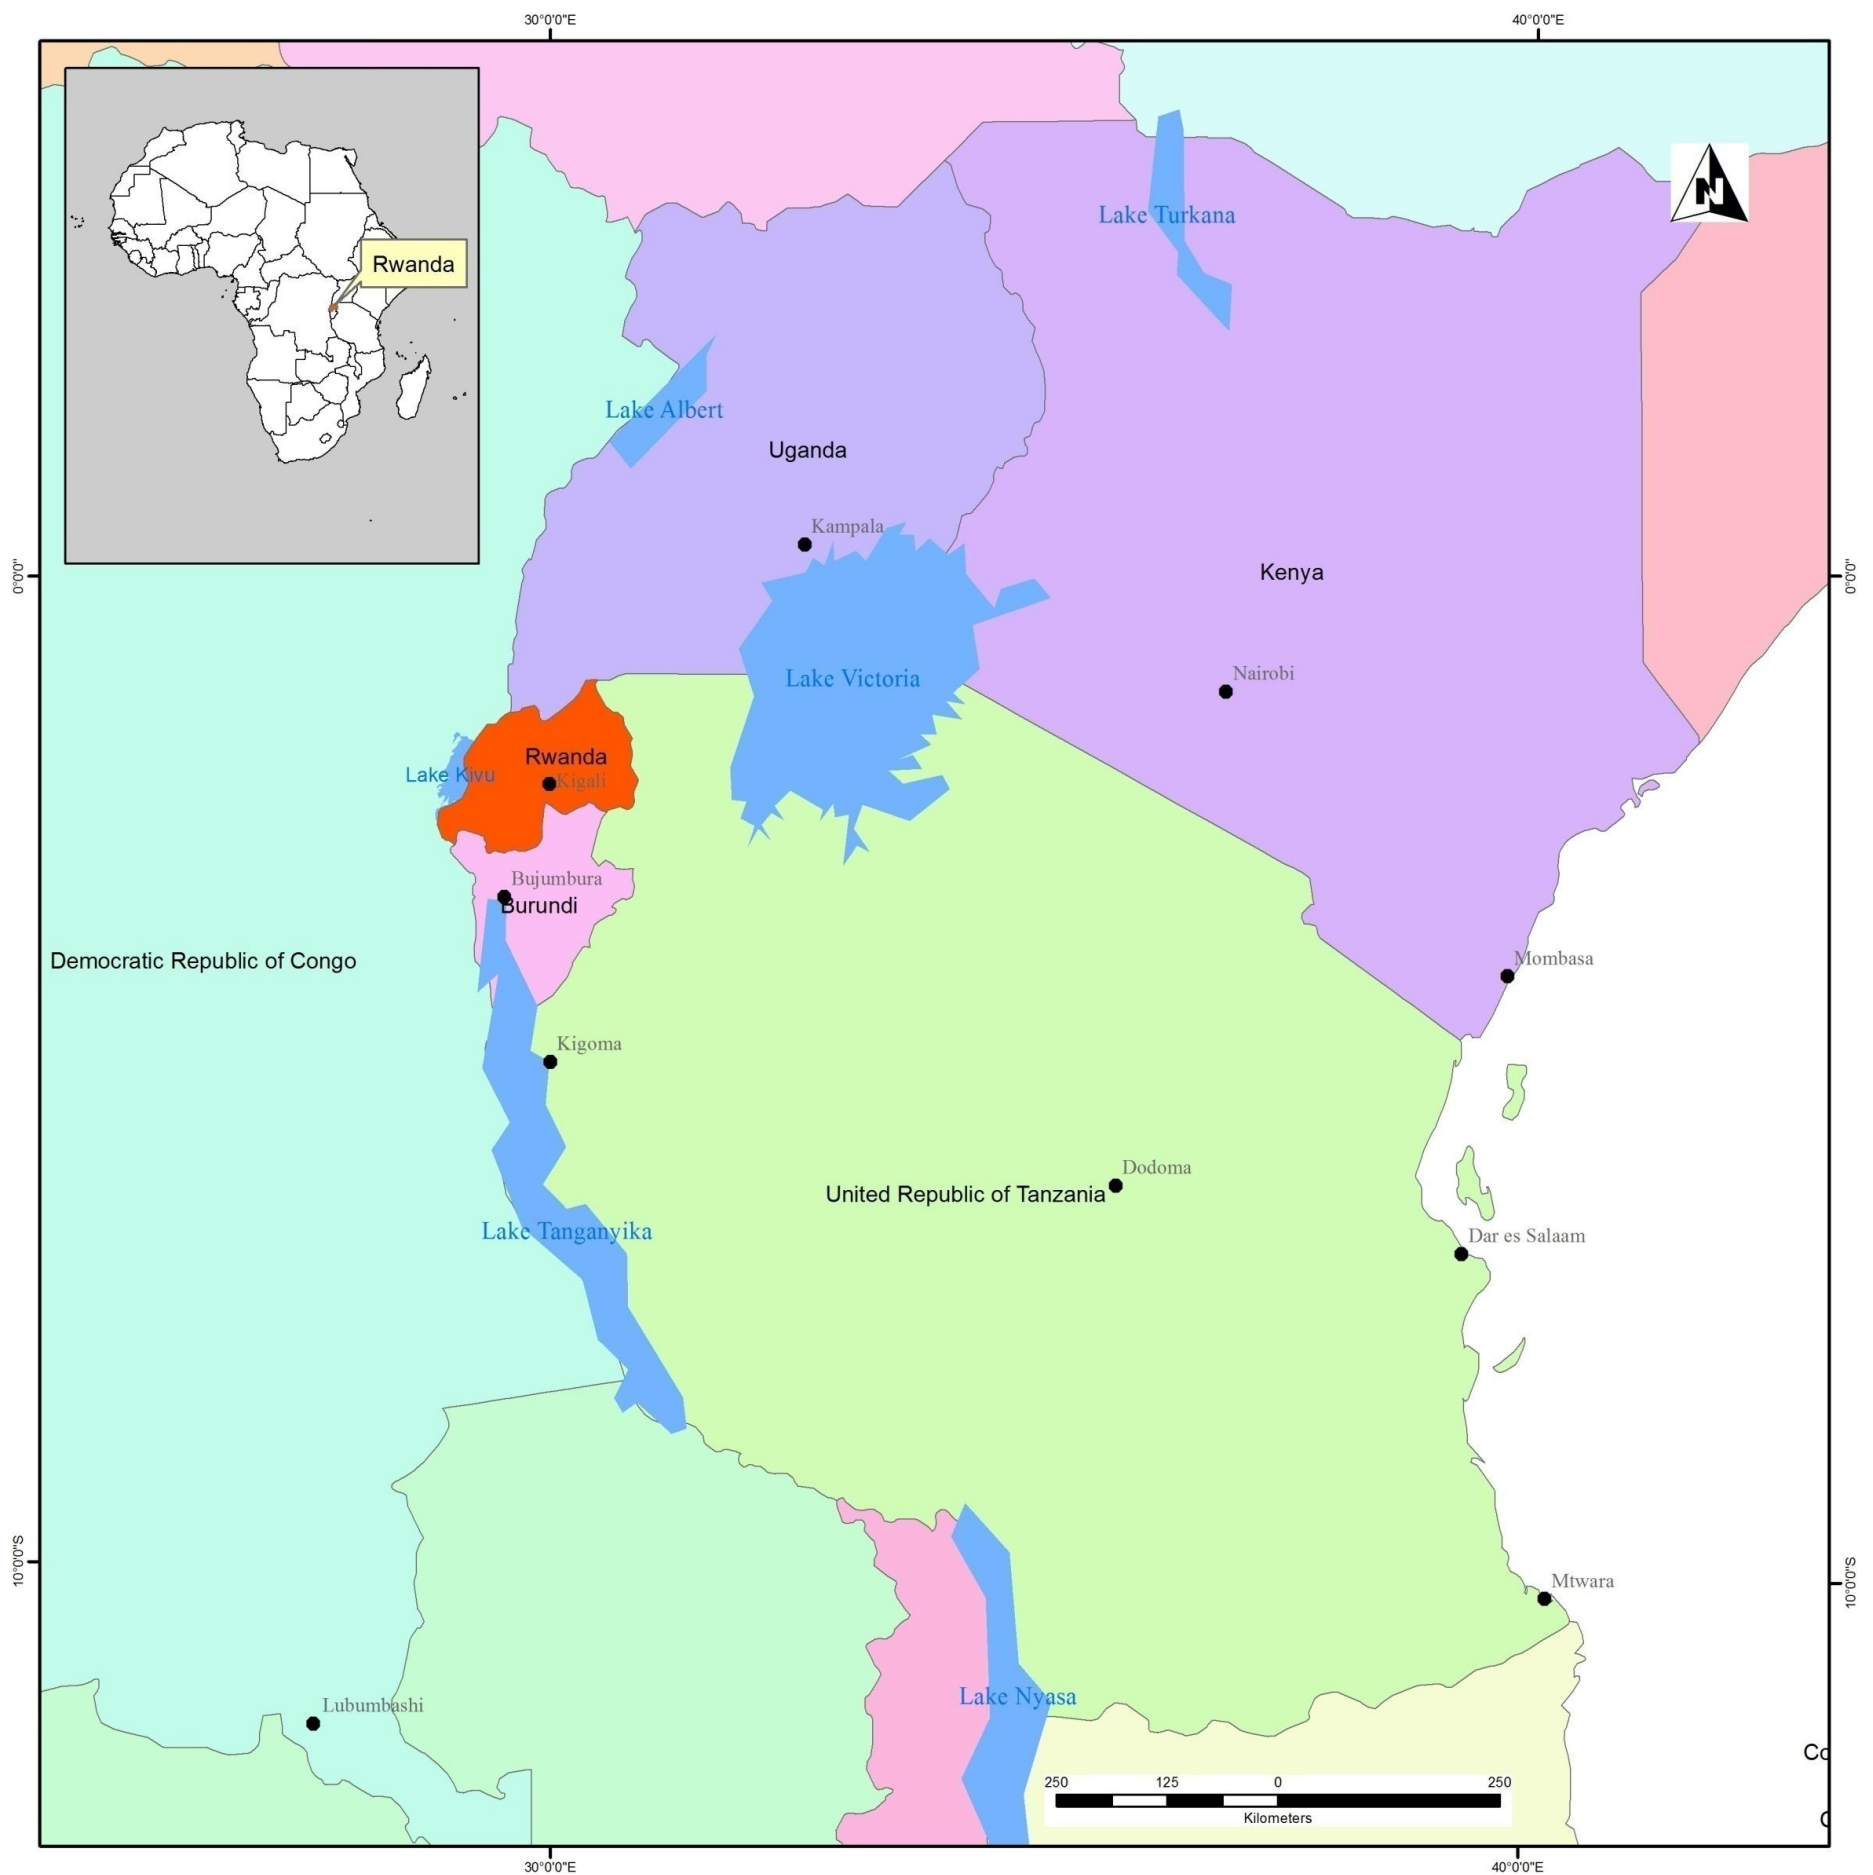 30°0'0"E
40°0'0"E
Rwanda
N
Lake Turkana
Lake Albert
Uganda
Kampala
0°0'0"
0°0'0"
Kenya
Nairobi
Lake Victoria
Rwanda
Lake Kivu
Kigali
Bujumbura
Burundi
Democratic Republic of Congo
Mombasa
Kigoma
Dodoma
United Republic of Tanzania
Lake Tanganyika
Dar es Salaam
10°0'0"S
10°0'0"S
Mtwara
Lake Nyasa
Lubumbashi
Co
250 125 0 250
Kilometers
30°0'0"E
40°0'0"E